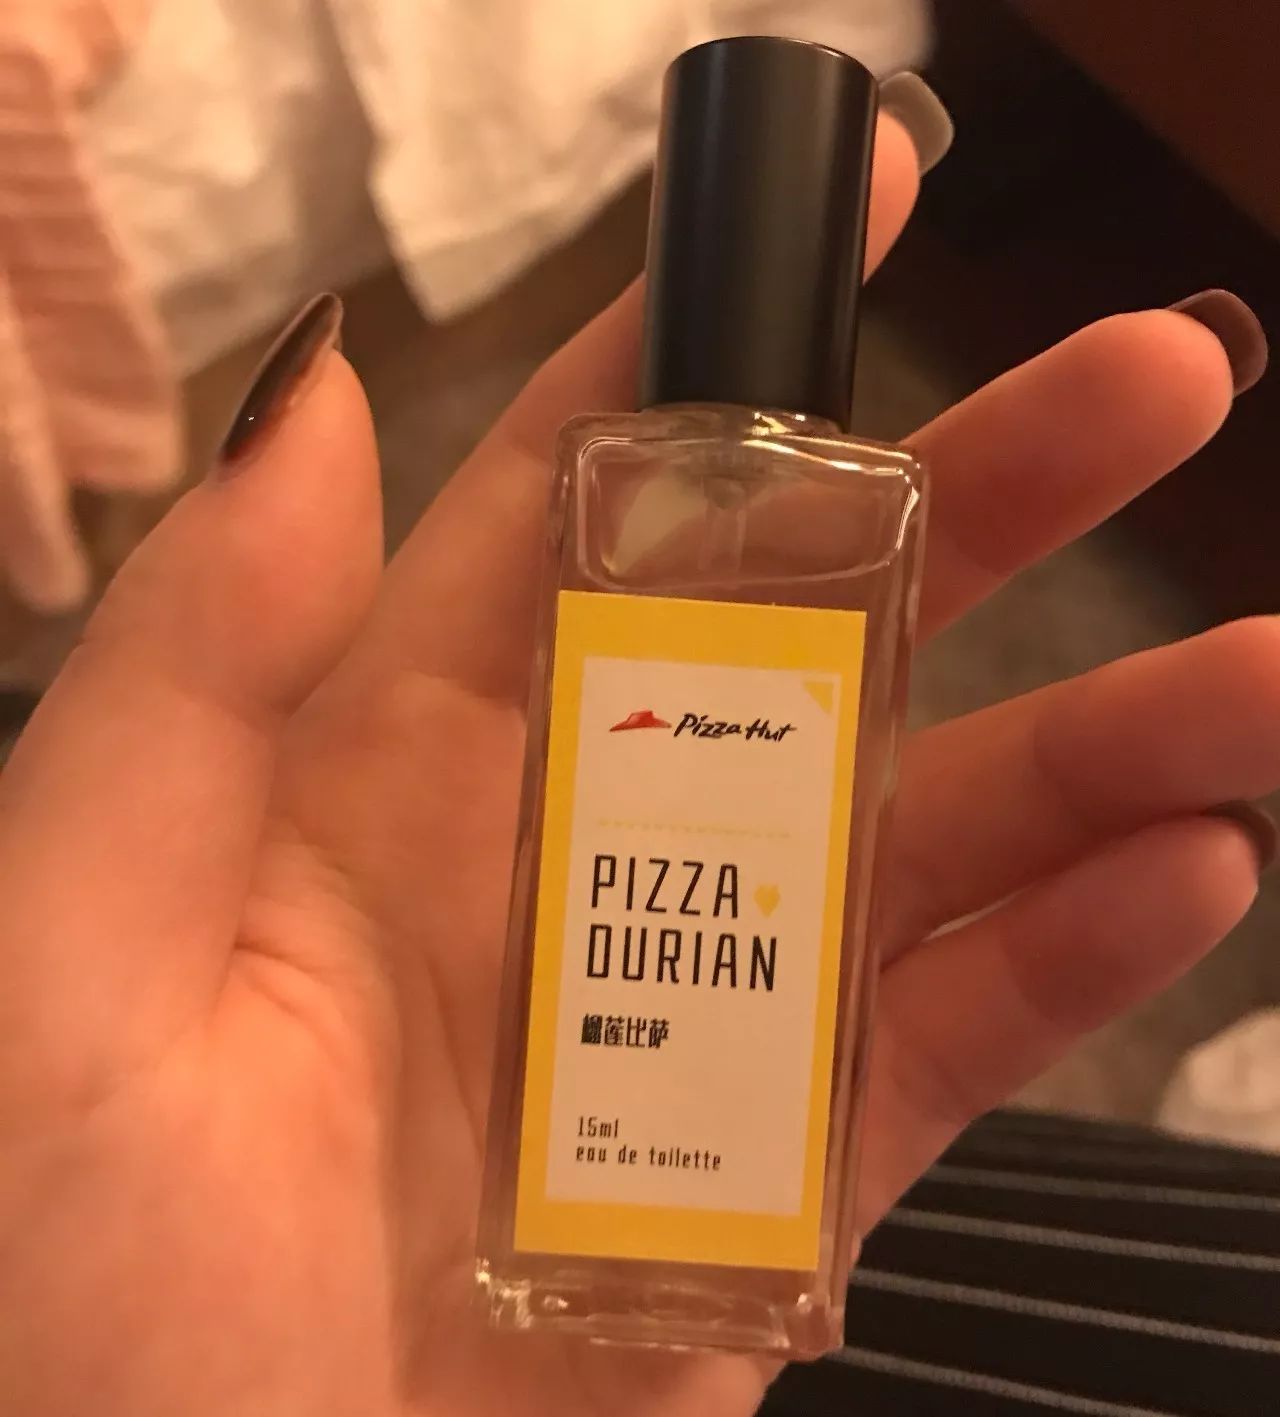 Pizza Hut
PIZZA
DURIAN
榴莲比萨
15ml
eau de toilette